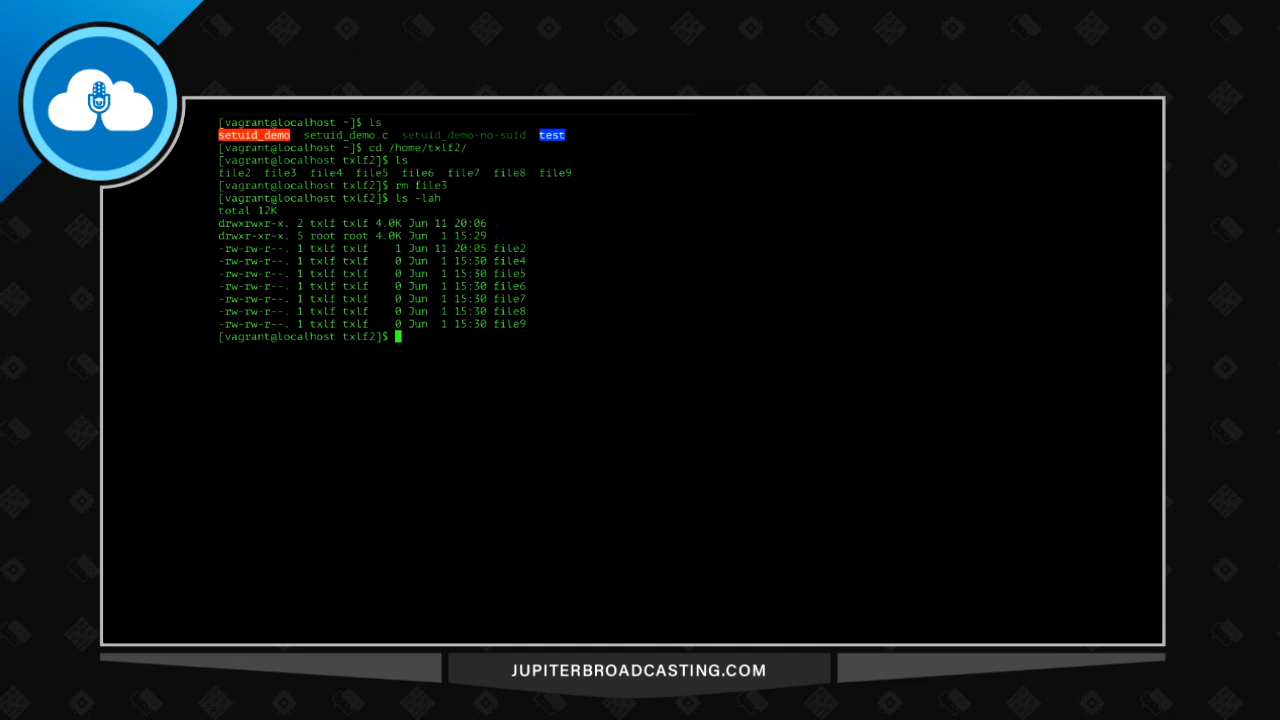 [vagrant@localhost ~]$ ls
setuid_demo  setuid_demo.c  setuid_demo-no-suid  test
[vagrant@localhost ~]$ cd /home/txlf2/
[vagrant@localhost txlf2]$ ls
file2  file3  file4  file5  file6  file7  file8  file9
[vagrant@localhost txlf2]$ rm file3
[vagrant@localhost txlf2]$ ls -lah
total 12K
drwxrwxr-x. 2 txlf txlf 4.0K Jun 11 20:06 .
drwxr-xr-x. 5 root root 4.0K Jun  1 15:29
-rw-rw-r--. 1 txlf txlf    1 Jun 11 20:05 file2
-rw-rw-r--. 1 txlf txlf    0 Jun  1 15:30 file4
-rw-rw-r--. 1 txlf txlf    0 Jun  1 15:30 file5
-rw-rw-r--. 1 txlf txlf    0 Jun  1 15:30 file6
-rw-rw-r--. 1 txlf txlf    0 Jun  1 15:30 file7
-rw-rw-r--. 1 txlf txlf    0 Jun  1 15:30 file8
-rw-rw-r--. 1 txlf txlf    0 Jun  1 15:30 file9
[vagrant@localhost txlf2]$
JUPITERBROADCASTING.COM